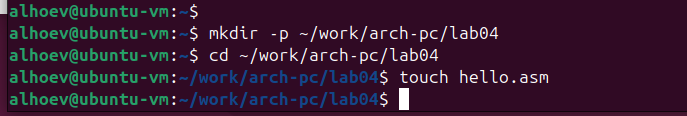 alhoev@ubuntu-vm:~$
alhoev@ubuntu-vm:~$ mkdir -p ~/work/arch-pc/lab04
alhoev@ubuntu-vm:~$ cd ~/work/arch-pc/lab04
alhoev@ubuntu-vm:~/work/arch-pc/lab04$ touch hello.asm
alhoev@ubuntu-vm:~/work/arch-pc/lab04$